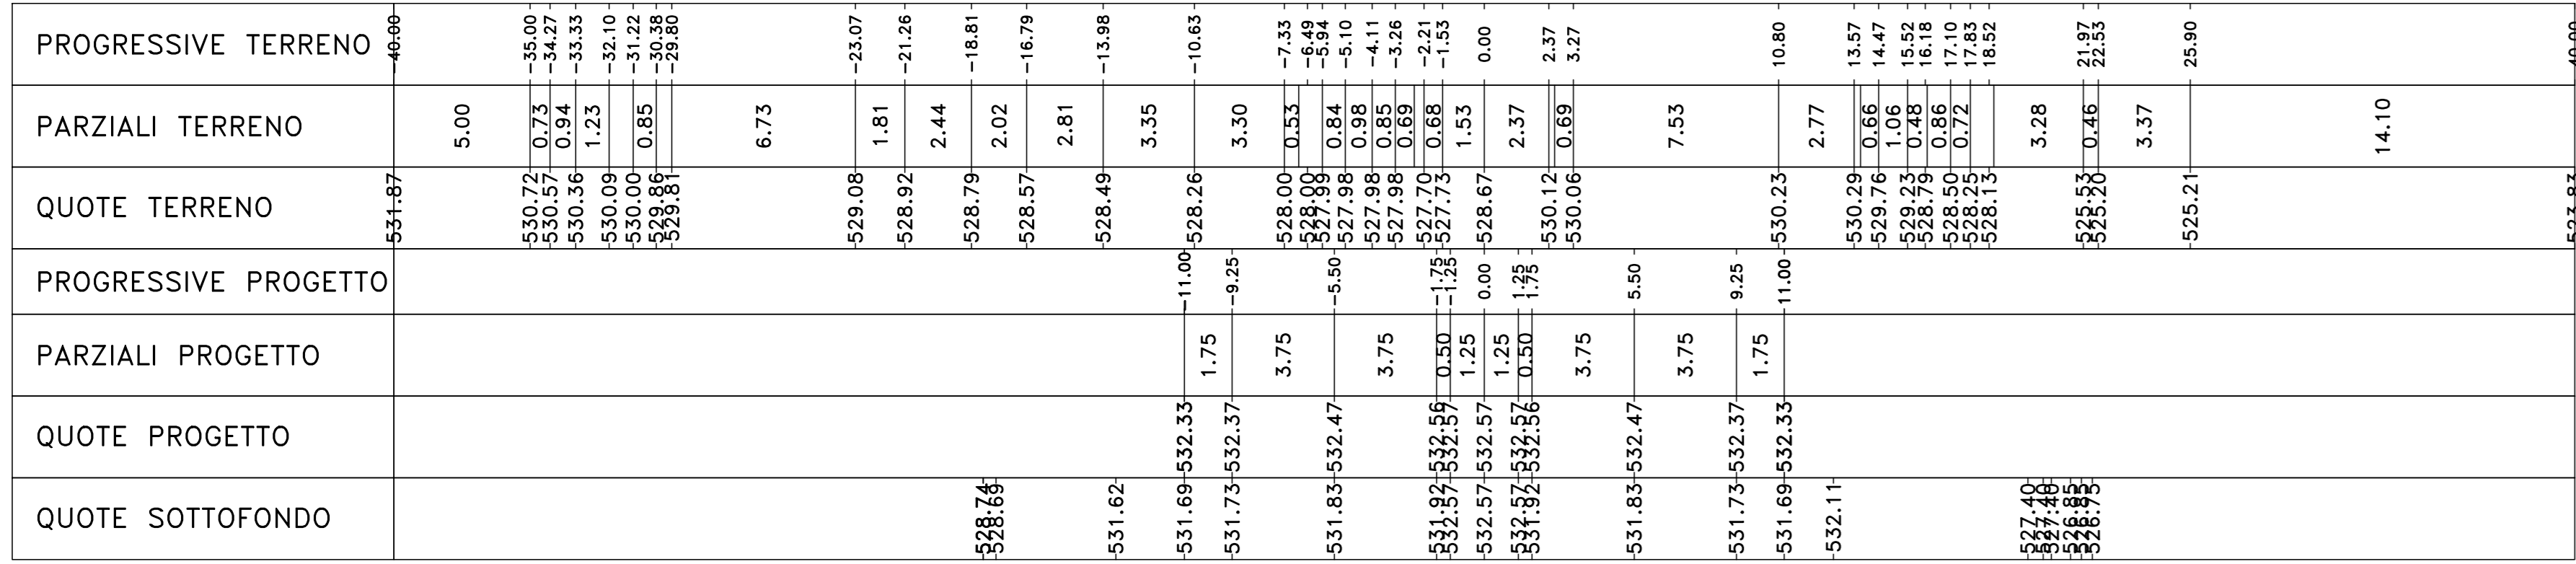 PROGRESSIVE TERRENO -40.00 -35.00 -34.27 -33.33 -32.10 -31.22 -30.38 -29.80 -23.07 -21.26 -18.81 -16.79 -13.98 -10.63 -7.33 -6.49 -5.94 -5.10 -4.11 -3.26 -2.21 -1.53 0.00 2.37 3.27 10.80 13.57 14.47 15.52 16.18 17.10 17.83 18.52 21.97 22.53 25.90 40.00
PARZIALI TERRENO 5.00 0.73 0.94 1.23 0.85 6.73 1.81 2.44 2.02 2.81 3.35 3.30 0.53 0.84 0.98 0.85 0.69 0.68 1.53 2.37 0.69 7.53 2.77 0.66 1.06 0.48 0.86 0.72 3.28 0.46 3.37 14.10
QUOTE TERRENO 531.87 530.72 530.57 530.36 530.09 530.00 529.86 529.81 529.08 528.92 528.79 528.57 528.49 528.26 528.00 528.00 527.99 527.98 527.98 527.98 527.70 527.73 528.67 530.12 530.06 530.23 530.29 529.76 529.23 528.79 528.50 528.25 528.13 525.53 525.20 525.21 523.83
PROGRESSIVE PROGETTO -11.00 -9.25 -5.50 -1.75 -1.25 0.00 1.25 1.75 5.50 9.25 11.00
PARZIALI PROGETTO 1.75 3.75 3.75 0.50 1.25 1.25 0.50 3.75 3.75 1.75
QUOTE PROGETTO 532.33 532.37 532.47 532.56 532.57 532.57 532.57 532.56 532.47 532.37 532.33
QUOTE SOTTOFONDO 528.74 528.69 531.62 531.69 531.73 531.83 531.92 532.57 532.57 532.57 531.92 531.83 531.73 531.69 532.11 527.40 527.40 527.40 526.85 526.85 526.75